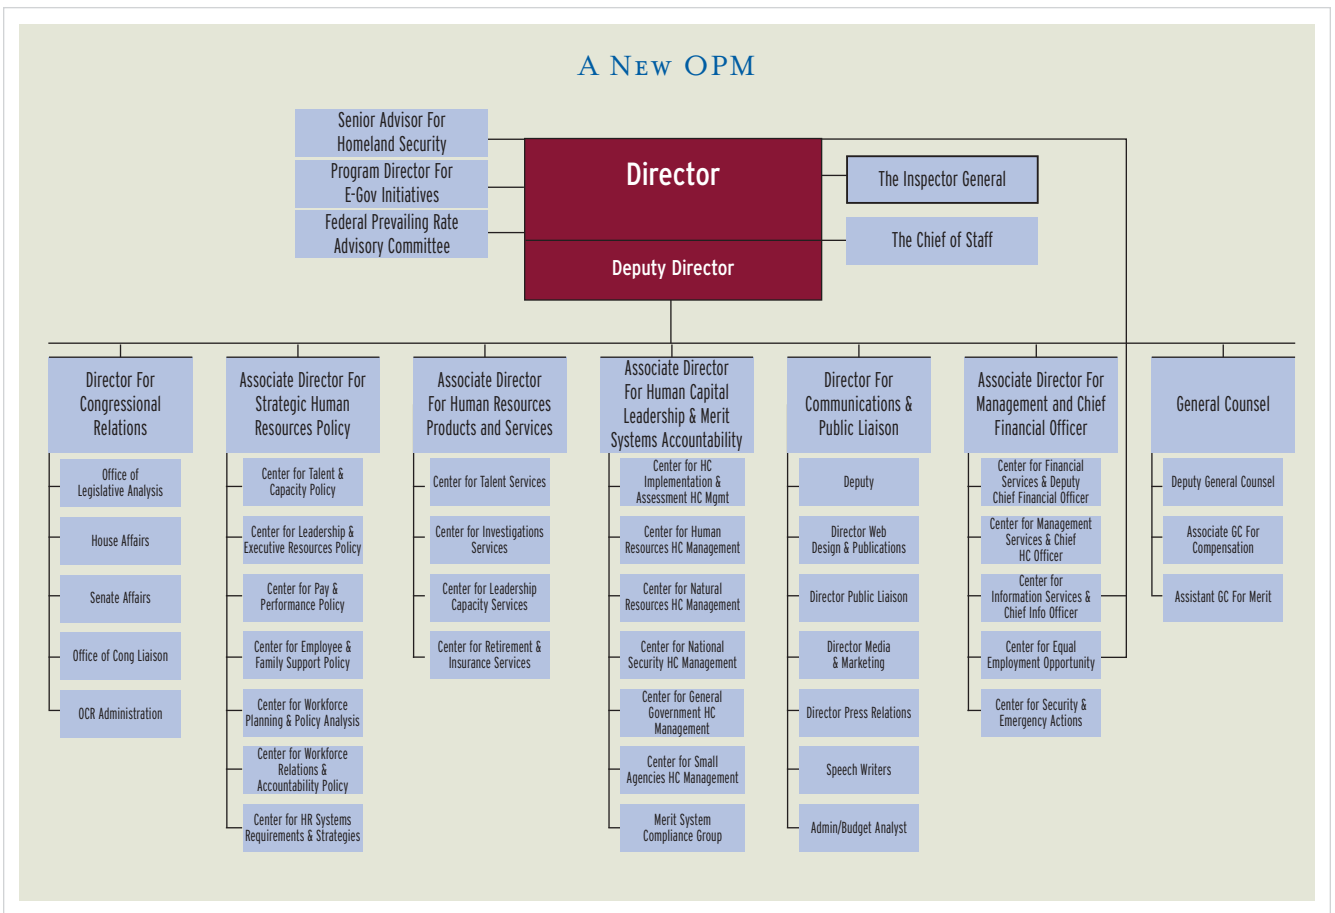 A New OPM
Senior Advisor For
Homeland Security
Program Director For
E-Gov Initiatives
Federal Prevailing Rate
Advisory Committee
Director
Deputy Director
The Inspector General
The Chief of Staff
Director For
Congressional
Relations
Office of
Legislative Analysis
House Affairs
Senate Affairs
Office of Cong Liaison
OCR Administration
Associate Director For
Strategic Human
Resources Policy
Center for Talent &
Capacity Policy
Center for Leadership &
Executive Resources Policy
Center for Pay &
Performance Policy
Center for Employee &
Family Support Policy
Center for Workforce
Planning & Policy Analysis
Center for Workforce
Relations &
Accountability Policy
Center for HR Systems
Requirements & Strategies
Associate Director
For Human Resources
Products and Services
Center for Talent Services
Center for Investigations
Services
Center for Leadership
Capacity Services
Center for Retirement &
Insurance Services
Associate Director
For Human Capital
Leadership & Merit
Systems Accountability
Center for HC
Implementation &
Assessment HC Mgmt
Center for Human
Resources HC Management
Center for Natural
Resources HC Management
Center for National
Security HC Management
Center for General
Government HC
Management
Center for Small
Agencies HC Management
Merit System
Compliance Group
Director For
Communications &
Public Liaison
Deputy
Director Web
Design & Publications
Director Public Liaison
Director Media
& Marketing
Director Press Relations
Speech Writers
Admin/Budget Analyst
Associate Director For
Management and Chief
Financial Officer
Center for Financial
Services & Deputy
Chief Financial Officer
Center for Management
Services & Chief
HC Officer
Center for
Information Services &
Chief Info Officer
Center for Equal
Employment Opportunity
Center for Security &
Emergency Actions
General Counsel
Deputy General Counsel
Associate GC For
Compensation
Assistant GC For Merit